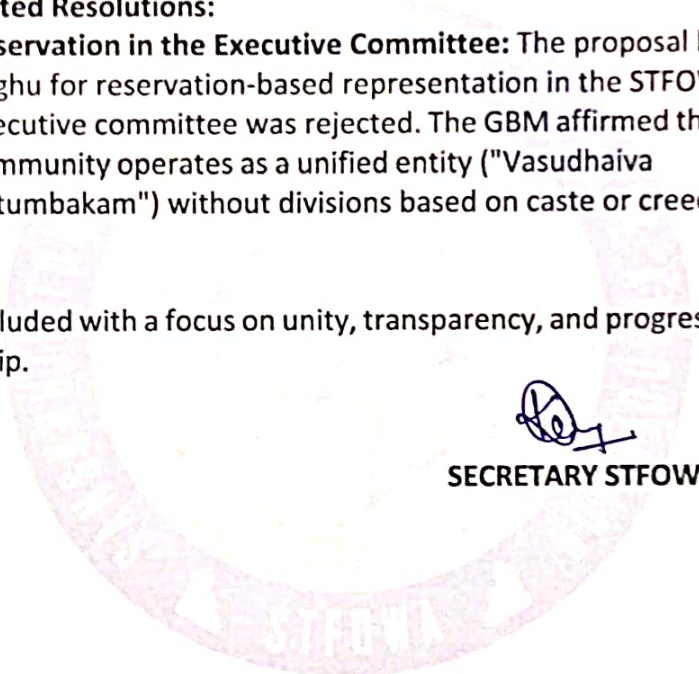 ted Resolutions:
servation in the Executive Committee: The proposal
ghu for reservation-based representation in the STFO
ecutive committee was rejected. The GBM affirmed th
mmunity operates as a unified entity ("Vasudhaiva
tumbakam") without divisions based on caste or cree
luded with a focus on unity, transparency, and progres
ip.
SECRETARY STFOW
STFOWA